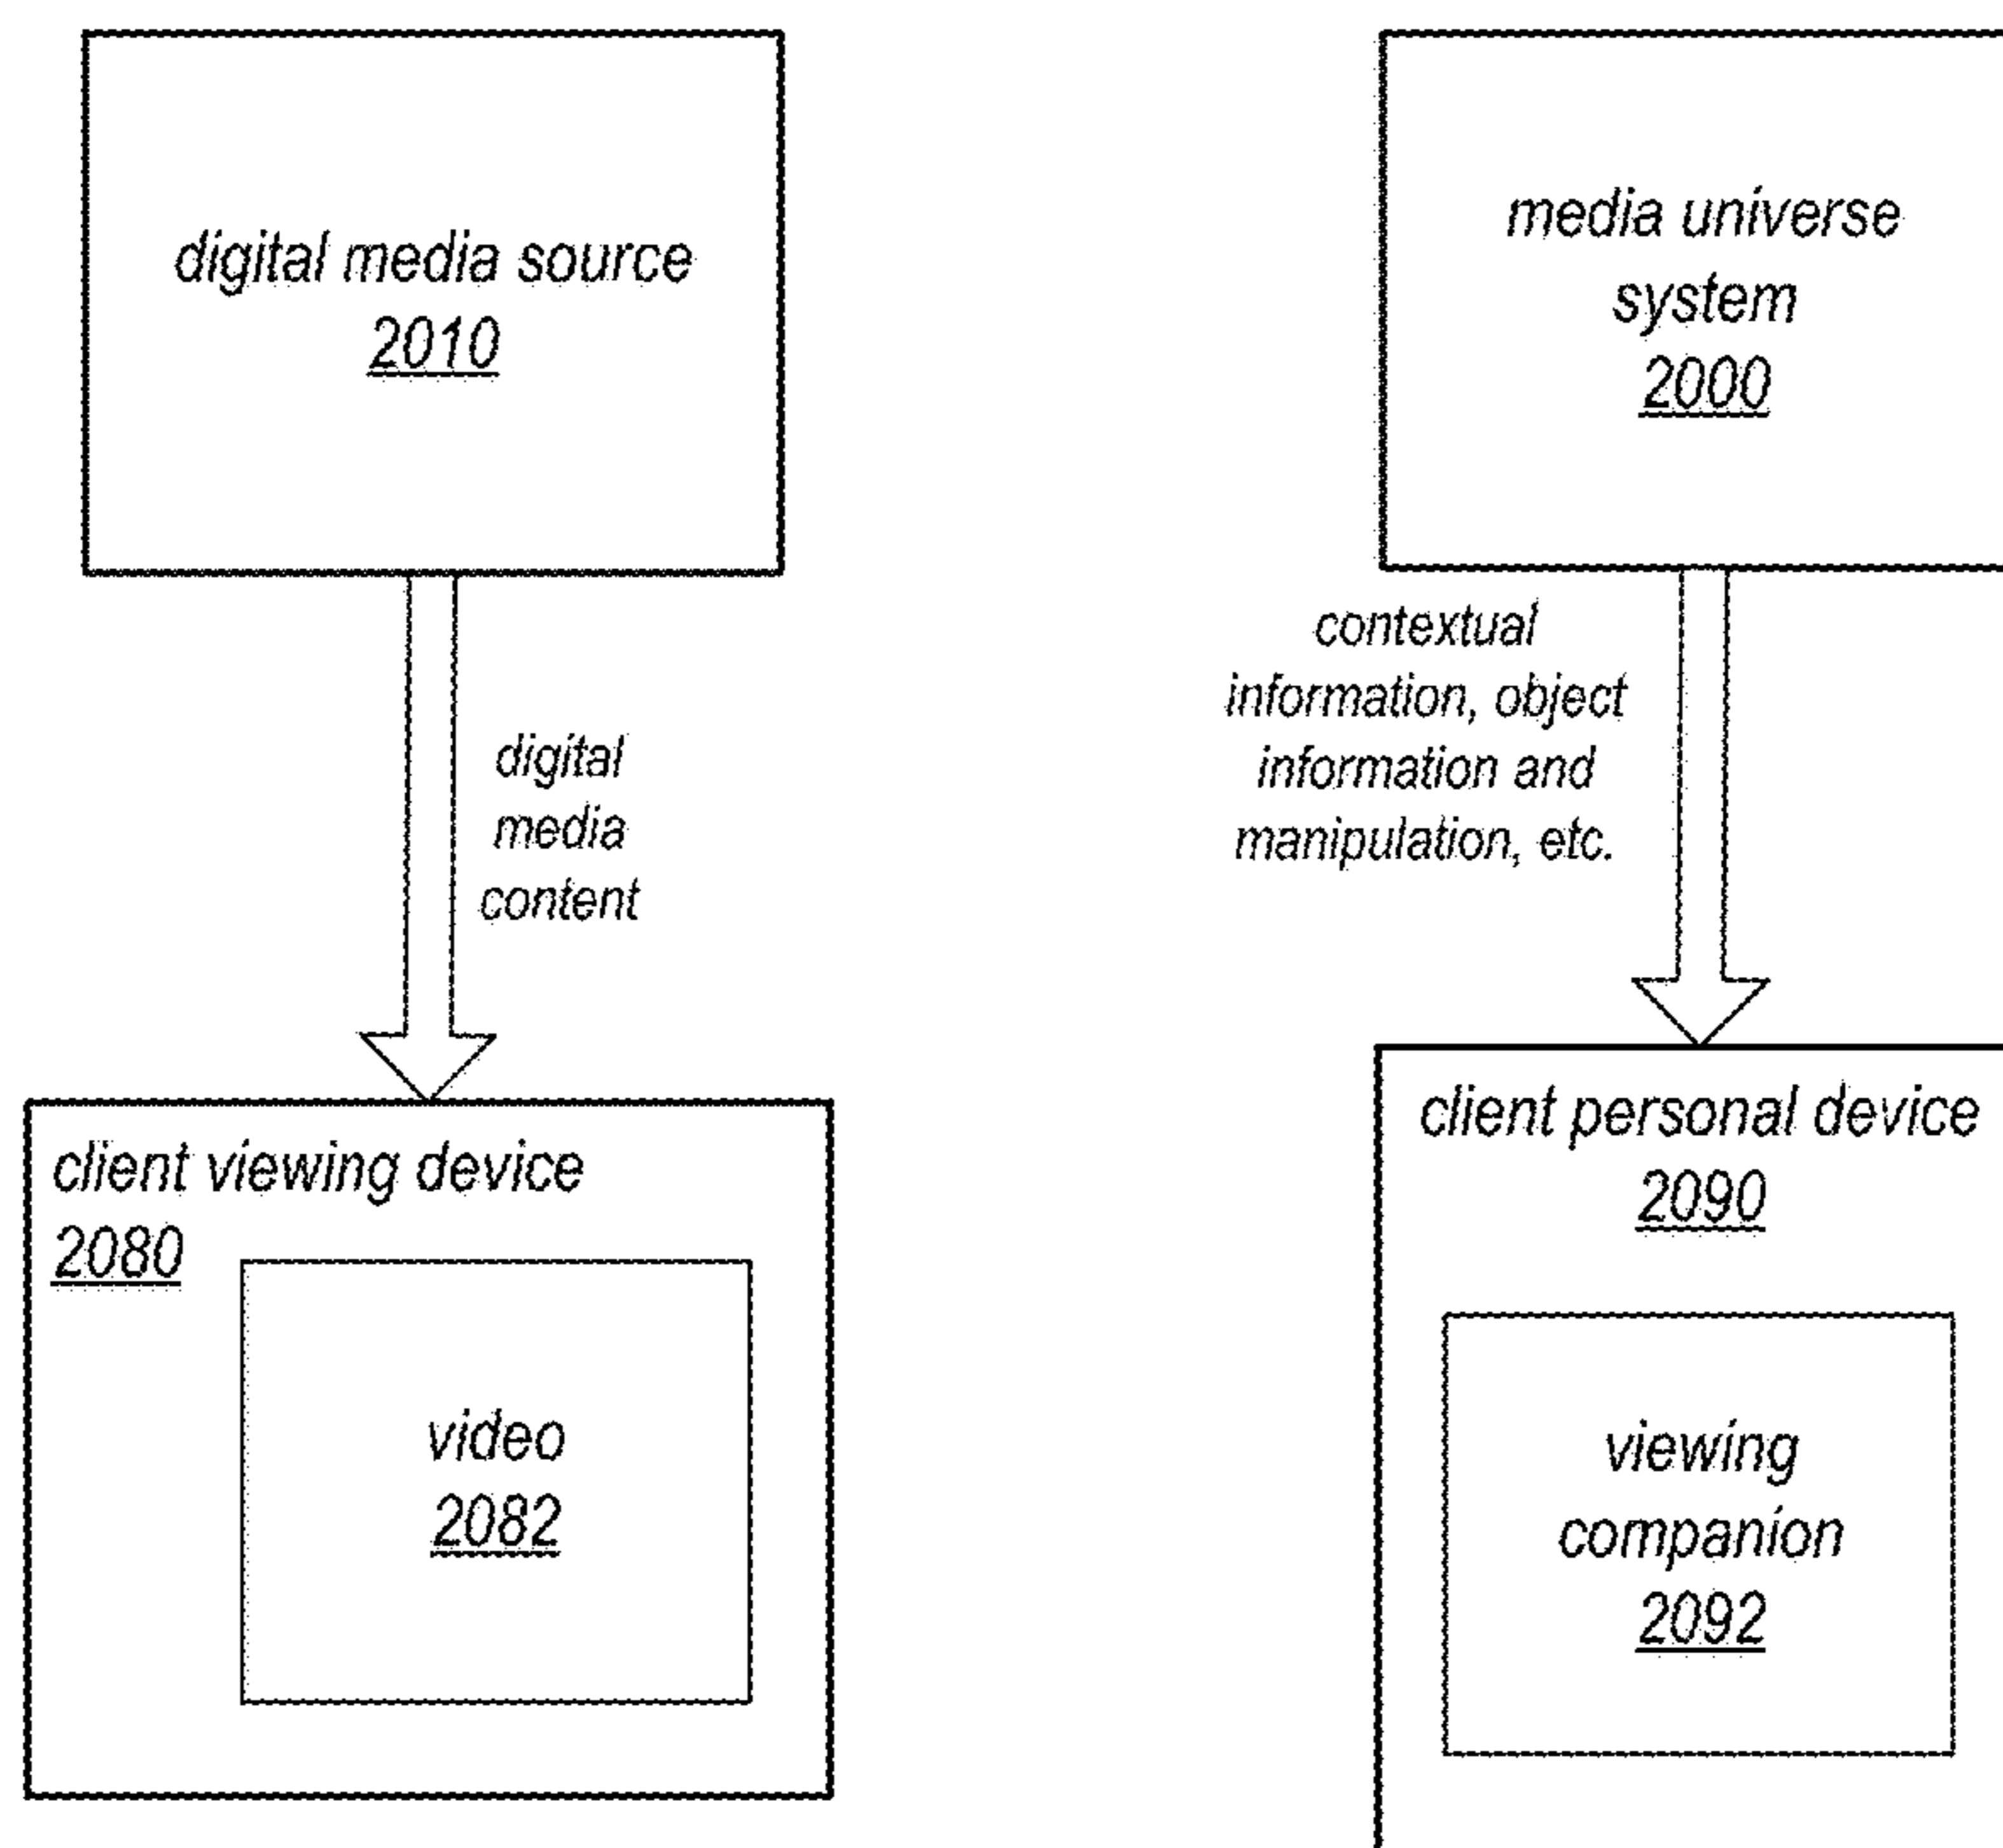 digital media source
2010
media universe
system
2000
digital
media
content
contextual
information, object
information and
manipulation, etc.
client viewing device
2080
video
2082
client personal device
2090
viewing
companion
2092